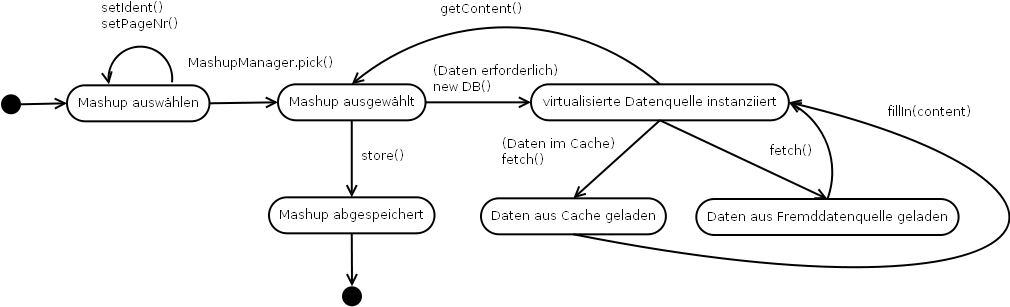 setIdent()
setPageNr()
getContent()
MashupManager.pick()
(Daten erforderlich)
new DB()
Mashup auswählen
Mashup ausgewählt
virtualisierte Datenquelle instanziiert
fillIn(content)
(Daten im Cache)
fetch()
fetch()
store()
Mashup abgespeichert
Daten aus Cache geladen
Daten aus Fremddatenquelle geladen